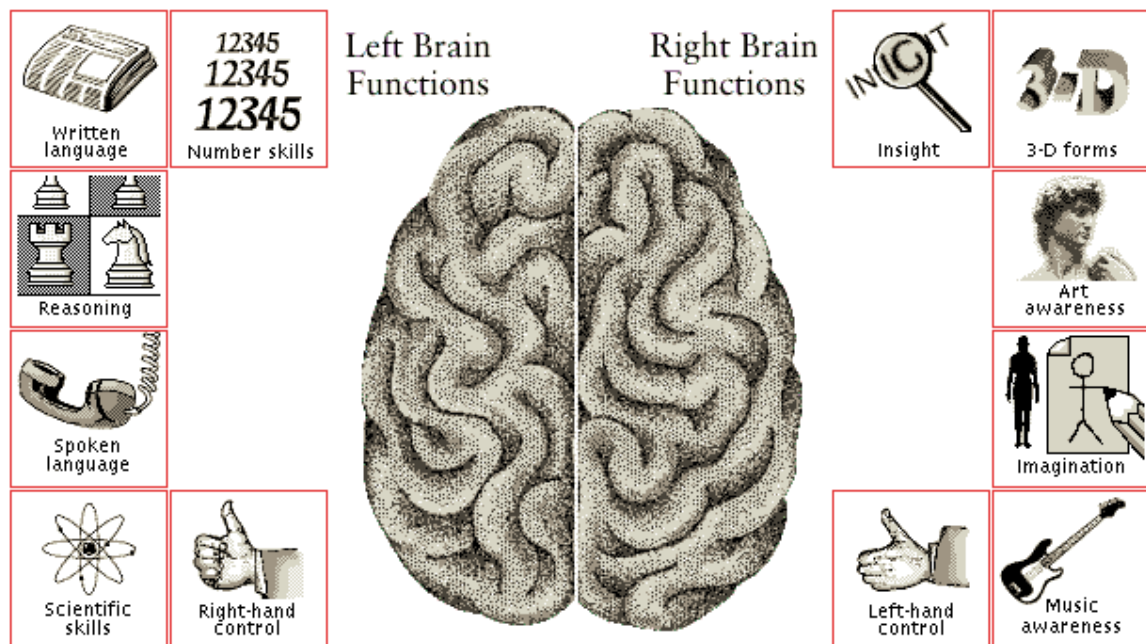 Left Brain
Functions
Right Brain
Functions
Written
language
12345
12345
12345
Number skills
Reasoning
Spoken
language
Scientific
skills
Right-hand
control
INSIGHT
IG
Insight
3-D
3-D forms
Art
awareness
Imagination
Left-hand
control
Music
awareness